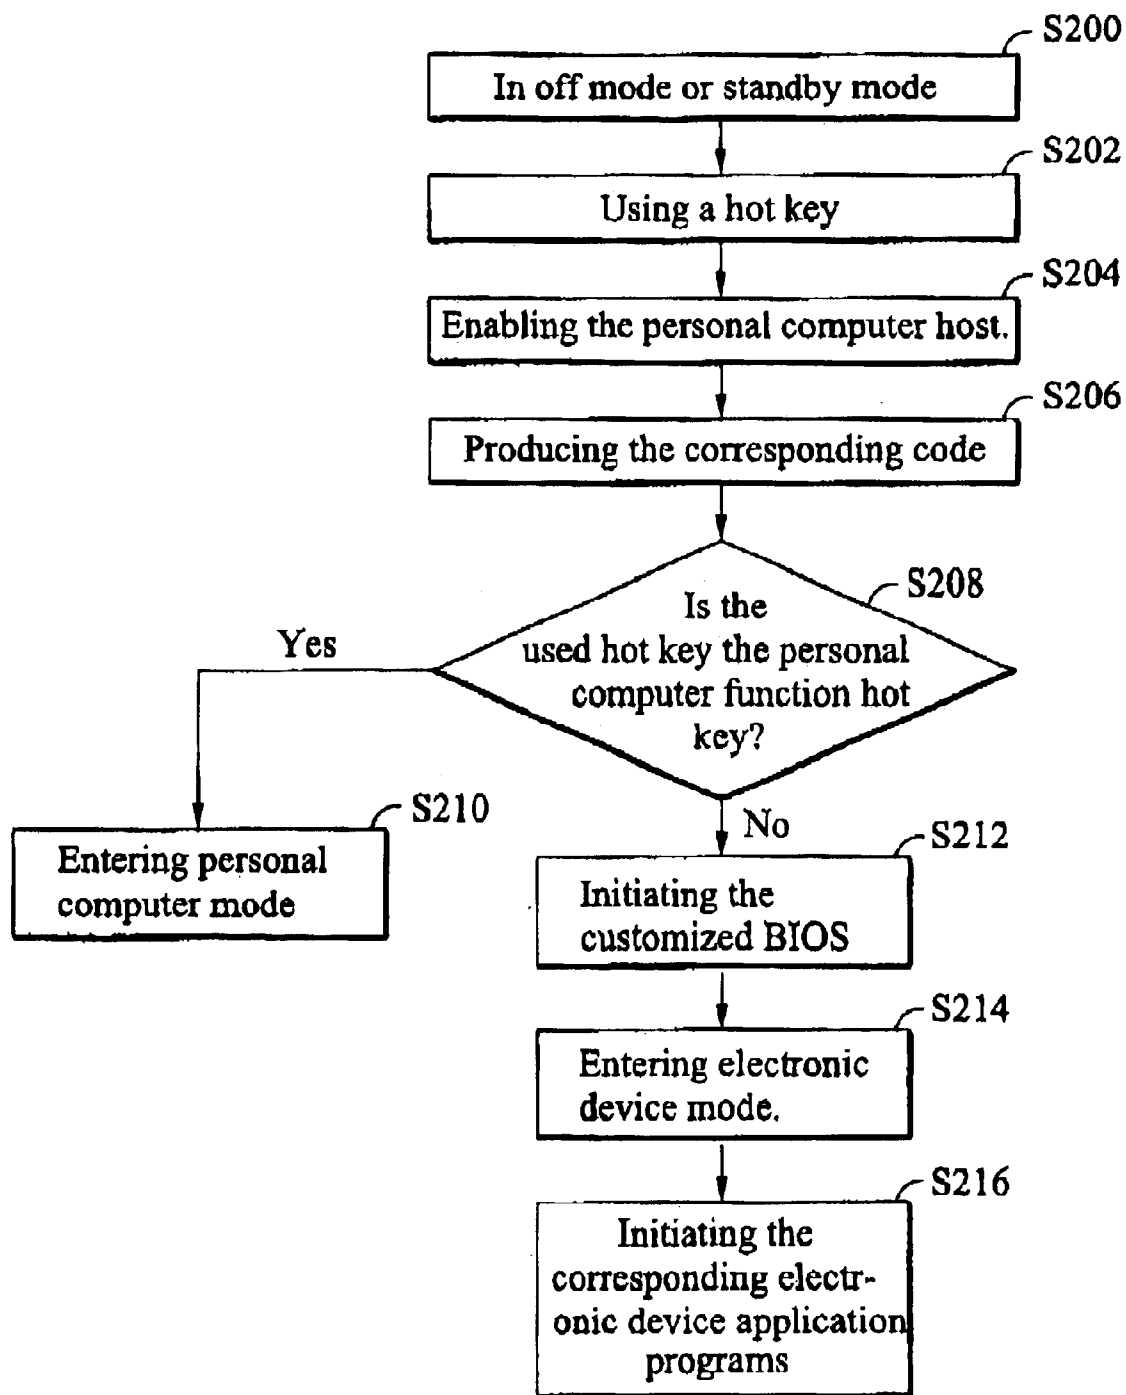 S200
In off mode or standby mode
S202
Using a hot key
S204
Enabling the personal computer host.
S206
Producing the corresponding code
S208
Is the
used hot key the personal
computer function hot
key?
Yes
No
S210
Entering personal
computer mode
S212
Initiating the
customized BIOS
S214
Entering electronic
device mode.
S216
Initiating the
corresponding electr-
onic device application
programs